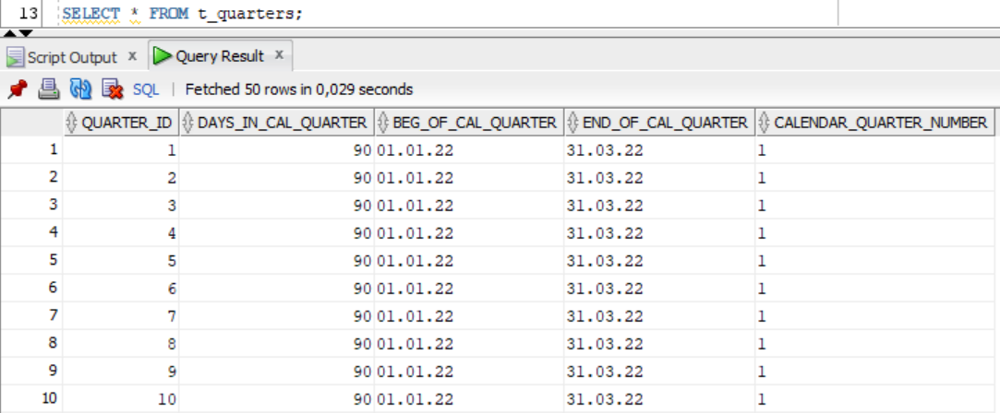 13 SELECT * FROM t_quarters;
Script Output x Query Result x
SQL | Fetched 50 rows in 0,029 seconds
QUARTER_ID DAYS_IN_CAL_QUARTER BEG_OF_CAL_QUARTER END_OF_CAL_QUARTER CALENDAR_QUARTER_NUMBER
1 1 90 01.01.22 31.03.22 1
2 2 90 01.01.22 31.03.22 1
3 3 90 01.01.22 31.03.22 1
4 4 90 01.01.22 31.03.22 1
5 5 90 01.01.22 31.03.22 1
6 6 90 01.01.22 31.03.22 1
7 7 90 01.01.22 31.03.22 1
8 8 90 01.01.22 31.03.22 1
9 9 90 01.01.22 31.03.22 1
10 10 90 01.01.22 31.03.22 1